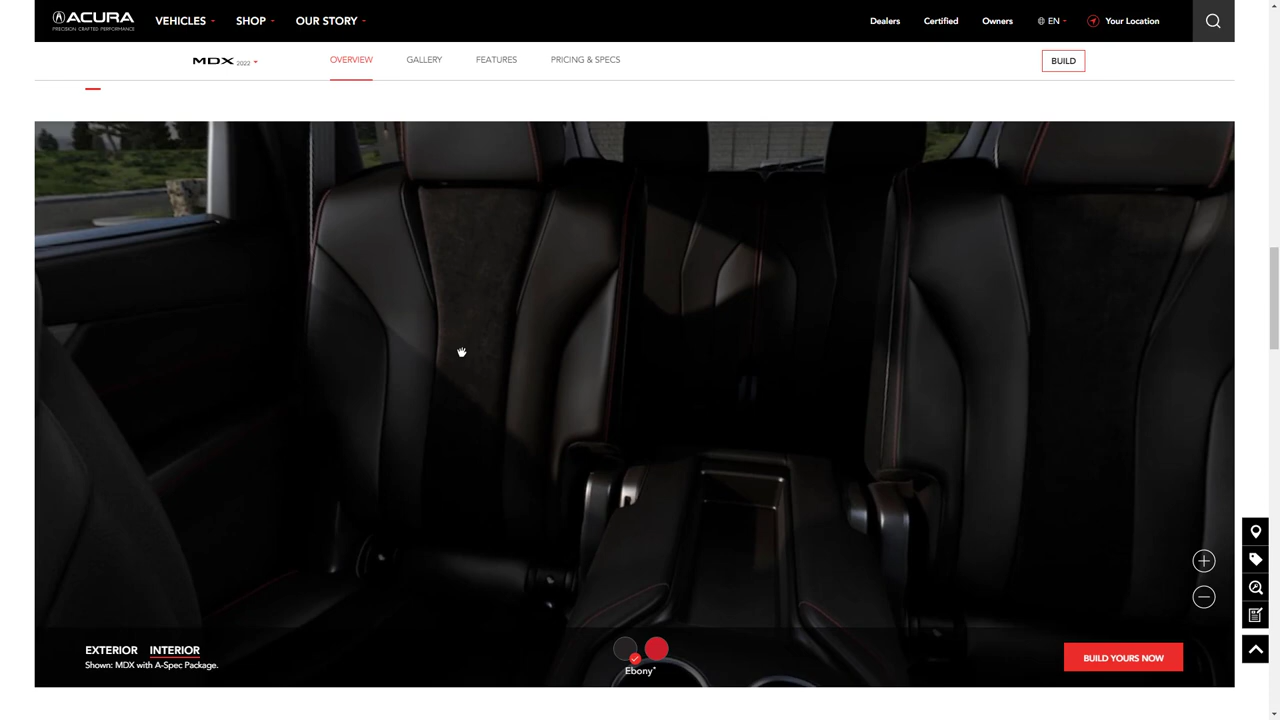 ACURA
PRECISION CRAFTED PERFORMANCE
VEHICLES
SHOP
OUR STORY
Dealers
Certified
Owners
EN
Your Location
MDX 2022
OVERVIEW
GALLERY
FEATURES
PRICING & SPECS
BUILD
EXTERIOR
INTERIOR
Shown: MDX with A-Spec Package.
Ebony*
BUILD YOURS NOW